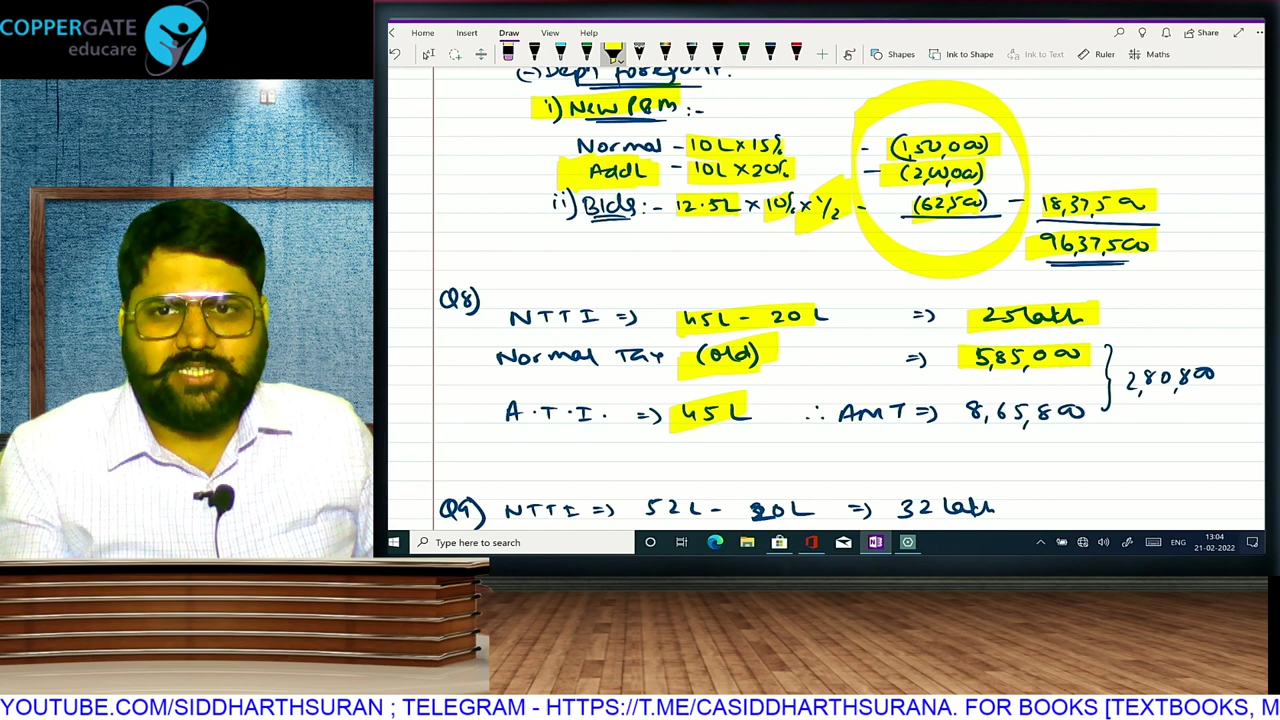 COPPERGATE
educare
Home Insert Draw View Help
Share
Shapes Ink to Shape Ink to Text Ruler Maths
i) New P&M :-
Normal - 10L x 15% - (1,50,000)
Addl - 10L x 20% - (2,00,000)
ii) Bldg :- 12.5L x 10% x 1/2 - (62,500) - 18,37,500
96,37,500
Q8)
NTTI => 45L - 20L => 25 lakh
Normal Tax (old) => 5,85,000
2,80,800
A.T.I. => 45L ∴ AMT => 8,65,800
Q9) NTTI => 52L - 20L => 32 lakh
Type here to search
ENG
13:04
21-02-2022
YOUTUBE.COM/SIDDHARTHSURAN ; TELEGRAM - HTTPS://T.ME/CASIDDHARTHSURANA. FOR BOOKS [TEXTBOOKS, M